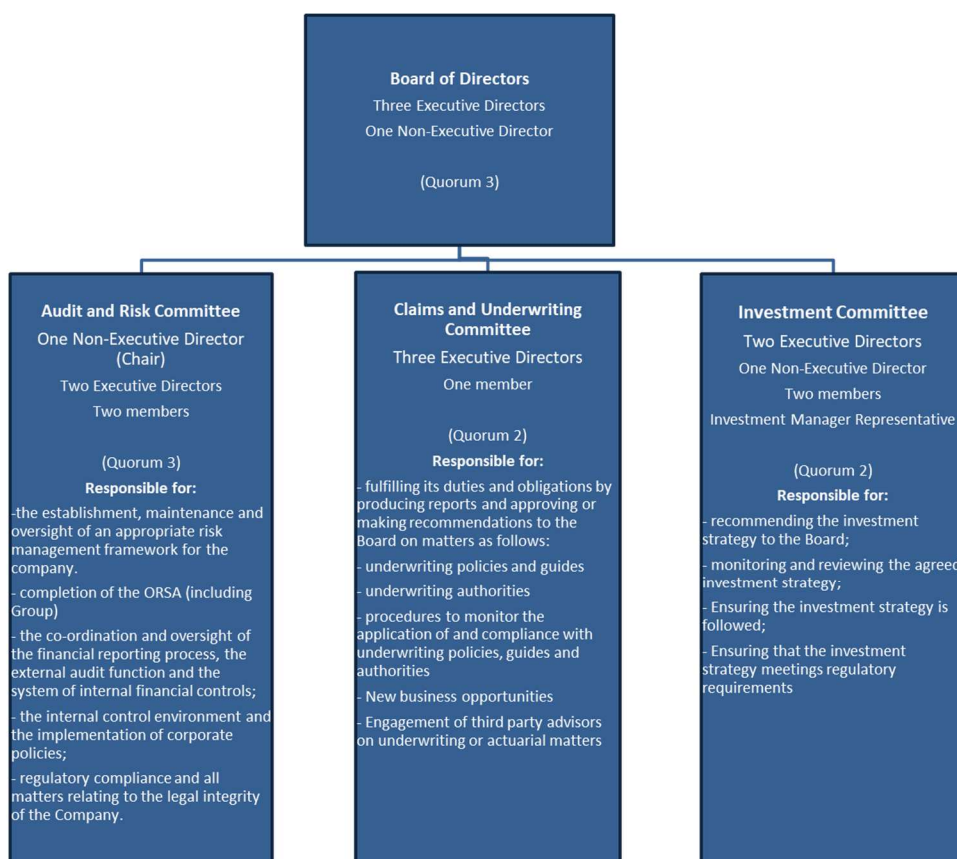 Board of Directors
Three Executive Directors
One Non-Executive Director
(Quorum 3)
Audit and Risk Committee
One Non-Executive Director
(Chair)
Two Executive Directors
Two members
(Quorum 3)
Responsible for:
-the establishment, maintenance and
oversight of an appropriate risk
management framework for the
company.
- completion of the ORSA (including
Group)
- the co-ordination and oversight of
the financial reporting process, the
external audit function and the
system of internal financial controls;
- the internal control environment and
the implementation of corporate
policies;
- regulatory compliance and all
matters relating to the legal integrity
of the Company.
Claims and Underwriting
Committee
Three Executive Directors
One member
(Quorum 2)
Responsible for:
- fulfilling its duties and obligations by
producing reports and approving or
making recommendations to the
Board on matters as follows:
- underwriting policies and guides
- underwriting authorities
- procedures to monitor the
application of and compliance with
underwriting policies, guides and
authorities
- New business opportunities
- Engagement of third party advisors
on underwriting or actuarial matters
Investment Committee
Two Executive Directors
One Non-Executive Director
Two members
Investment Manager Representative
(Quorum 2)
Responsible for:
- recommending the investment
strategy to the Board;
- monitoring and reviewing the agreed
investment strategy;
- Ensuring the investment strategy is
followed;
- Ensuring that the investment
strategy meetings regulatory
requirements